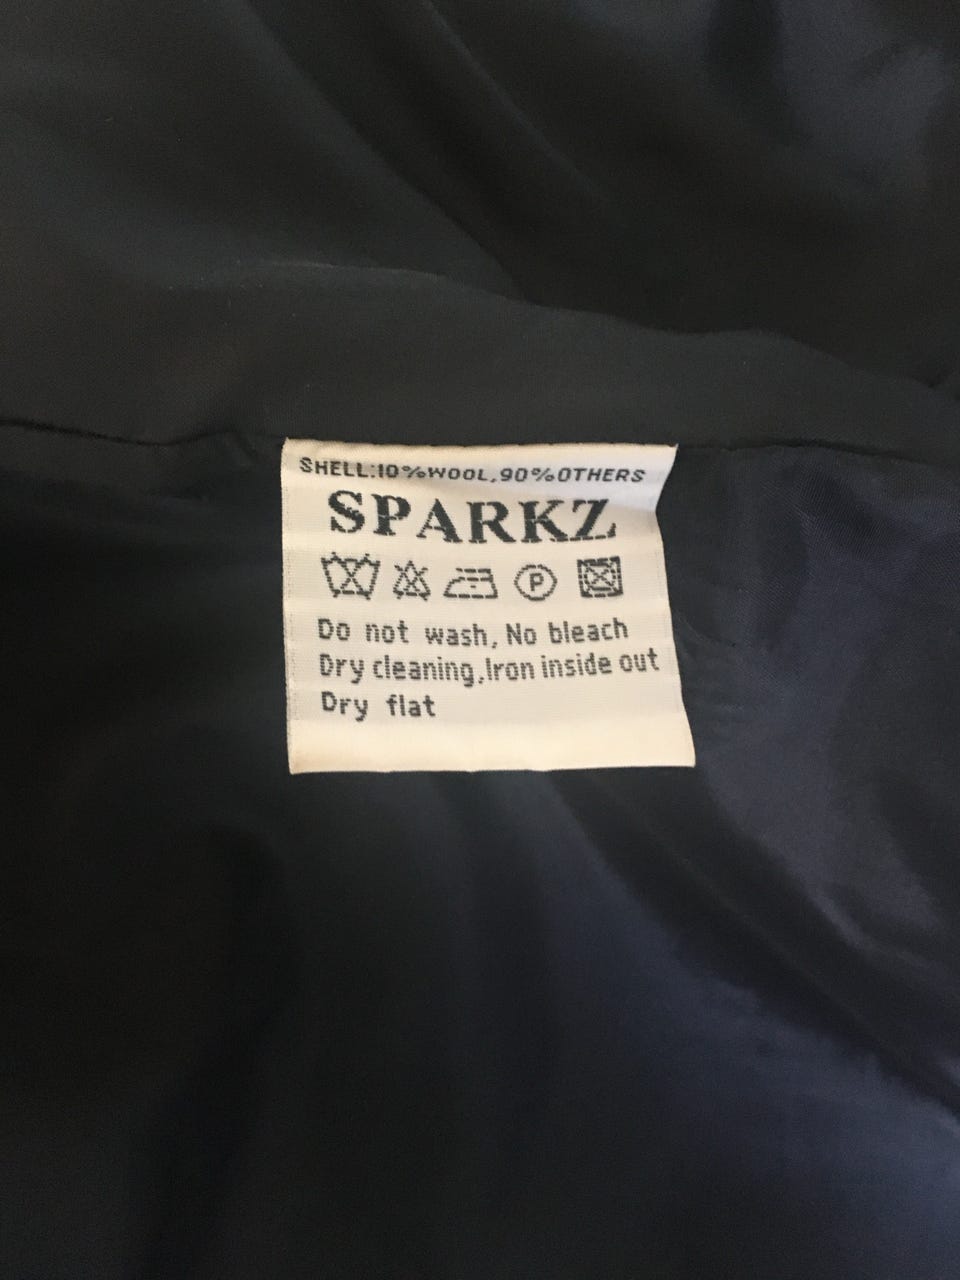 SHELL:10%WOOL,90%OTHERS
SPARKZ
P
Do not wash, No bleach
Dry cleaning,Iron inside out
Dry flat